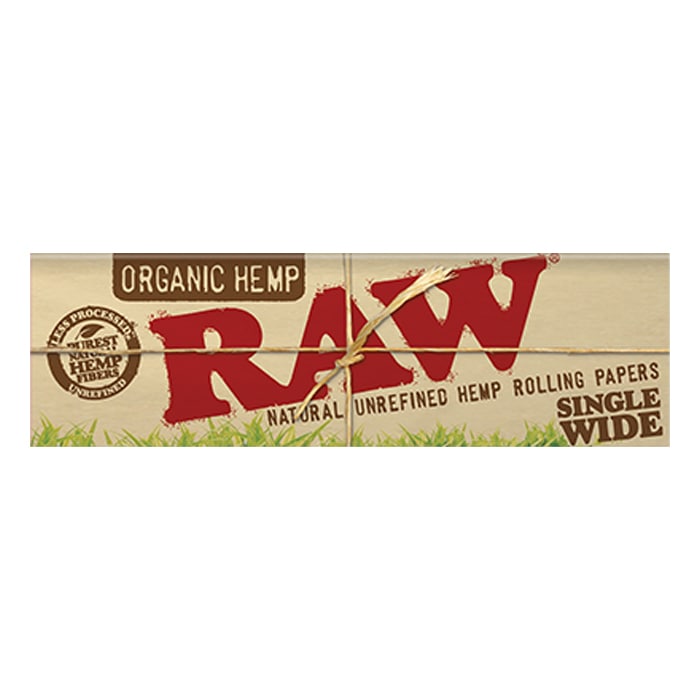 ORGANIC HEMP
RAW®
LESS PROCESSED
PUREST
NATURAL
HEMP
FIBERS
UNREFINED
NATURAL UNREFINED HEMP ROLLING PAPERS
SINGLE
WIDE